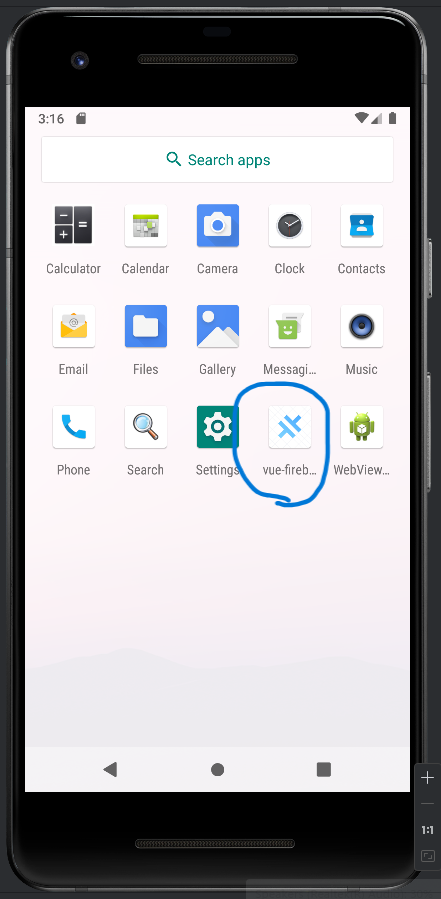 3:16
Search apps
Calculator Calendar Camera Clock Contacts
Email Files Gallery Messagi... Music
Phone Search Settings vue-fireb... WebView...
1:1